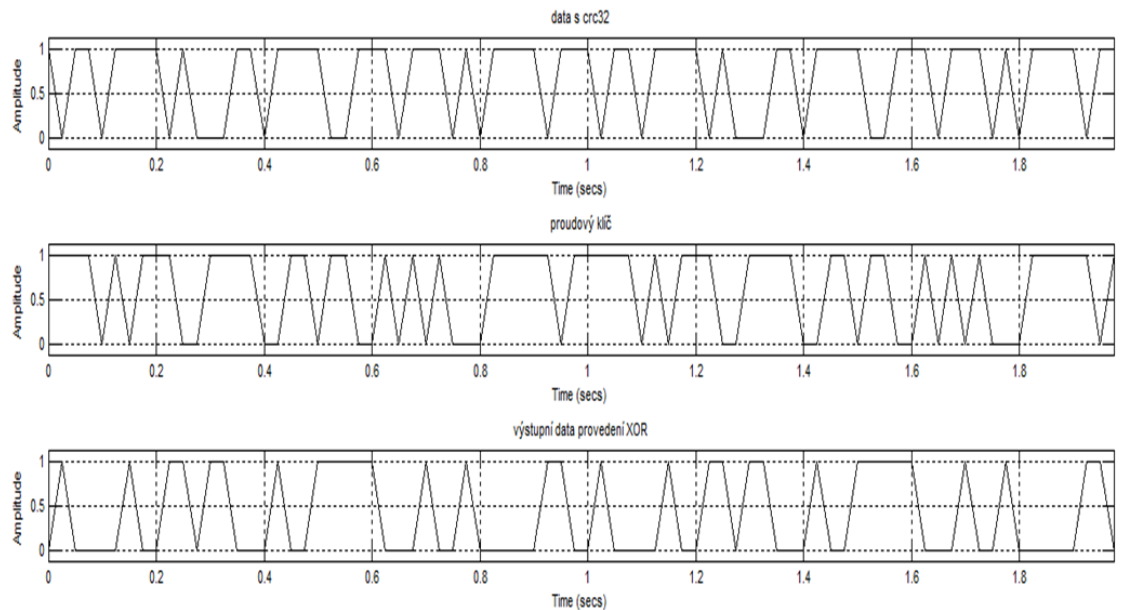 data s crc32
Amplitude
1
0.5
0
0 0.2 0.4 0.6 0.8 1 1.2 1.4 1.6 1.8
Time (secs)
proudový klíč
Amplitude
1
0.5
0
0 0.2 0.4 0.6 0.8 1 1.2 1.4 1.6 1.8
Time (secs)
výstupní data provedení XOR
Amplitude
1
0.5
0
0 0.2 0.4 0.6 0.8 1 1.2 1.4 1.6 1.8
Time (secs)